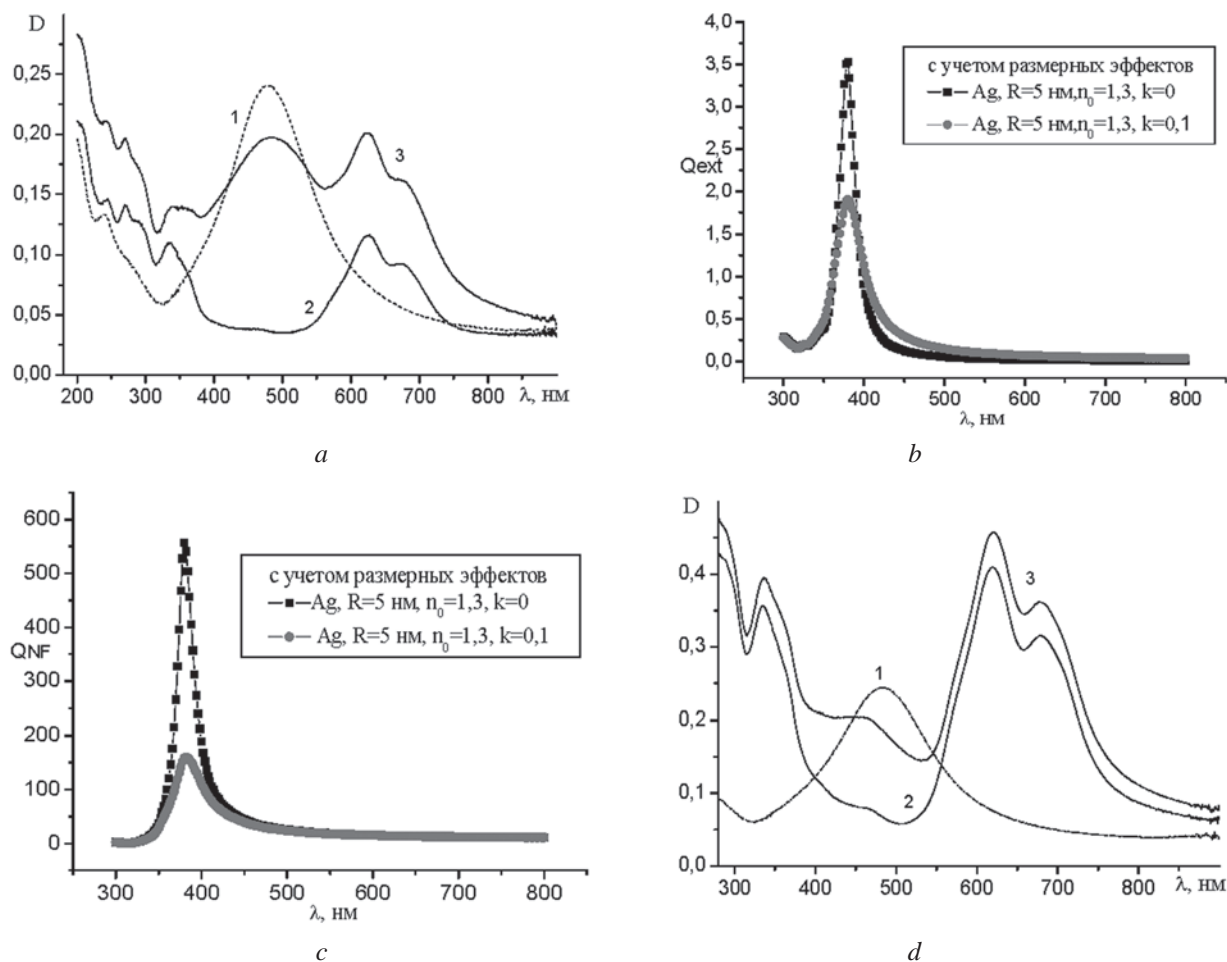 D
0,25
0,20
0,15
0,10
0,05
0,00
1
2
3
200 300 400 500 600 700 800 λ, нм
a
4,0
3,5
3,0
2,5
Qext
2,0
1,5
1,0
0,5
0,0
с учетом размерных эффектов
Ag, R=5 нм,n₀=1,3, k=0
Ag, R=5 нм,n₀=1,3, k=0,1
300 400 500 600 700 800
λ, нм
b
600
500
400
QNF
300
200
100
0
с учетом размерных эффектов
Ag, R=5 нм, n₀=1,3, k=0
Ag, R=5 нм, n₀=1,3, k=0,1
300 400 500 600 700 800
λ, нм
c
D
0,4
0,3
0,2
0,1
0,0
1
2
3
300 400 500 600 700 800
λ, нм
d